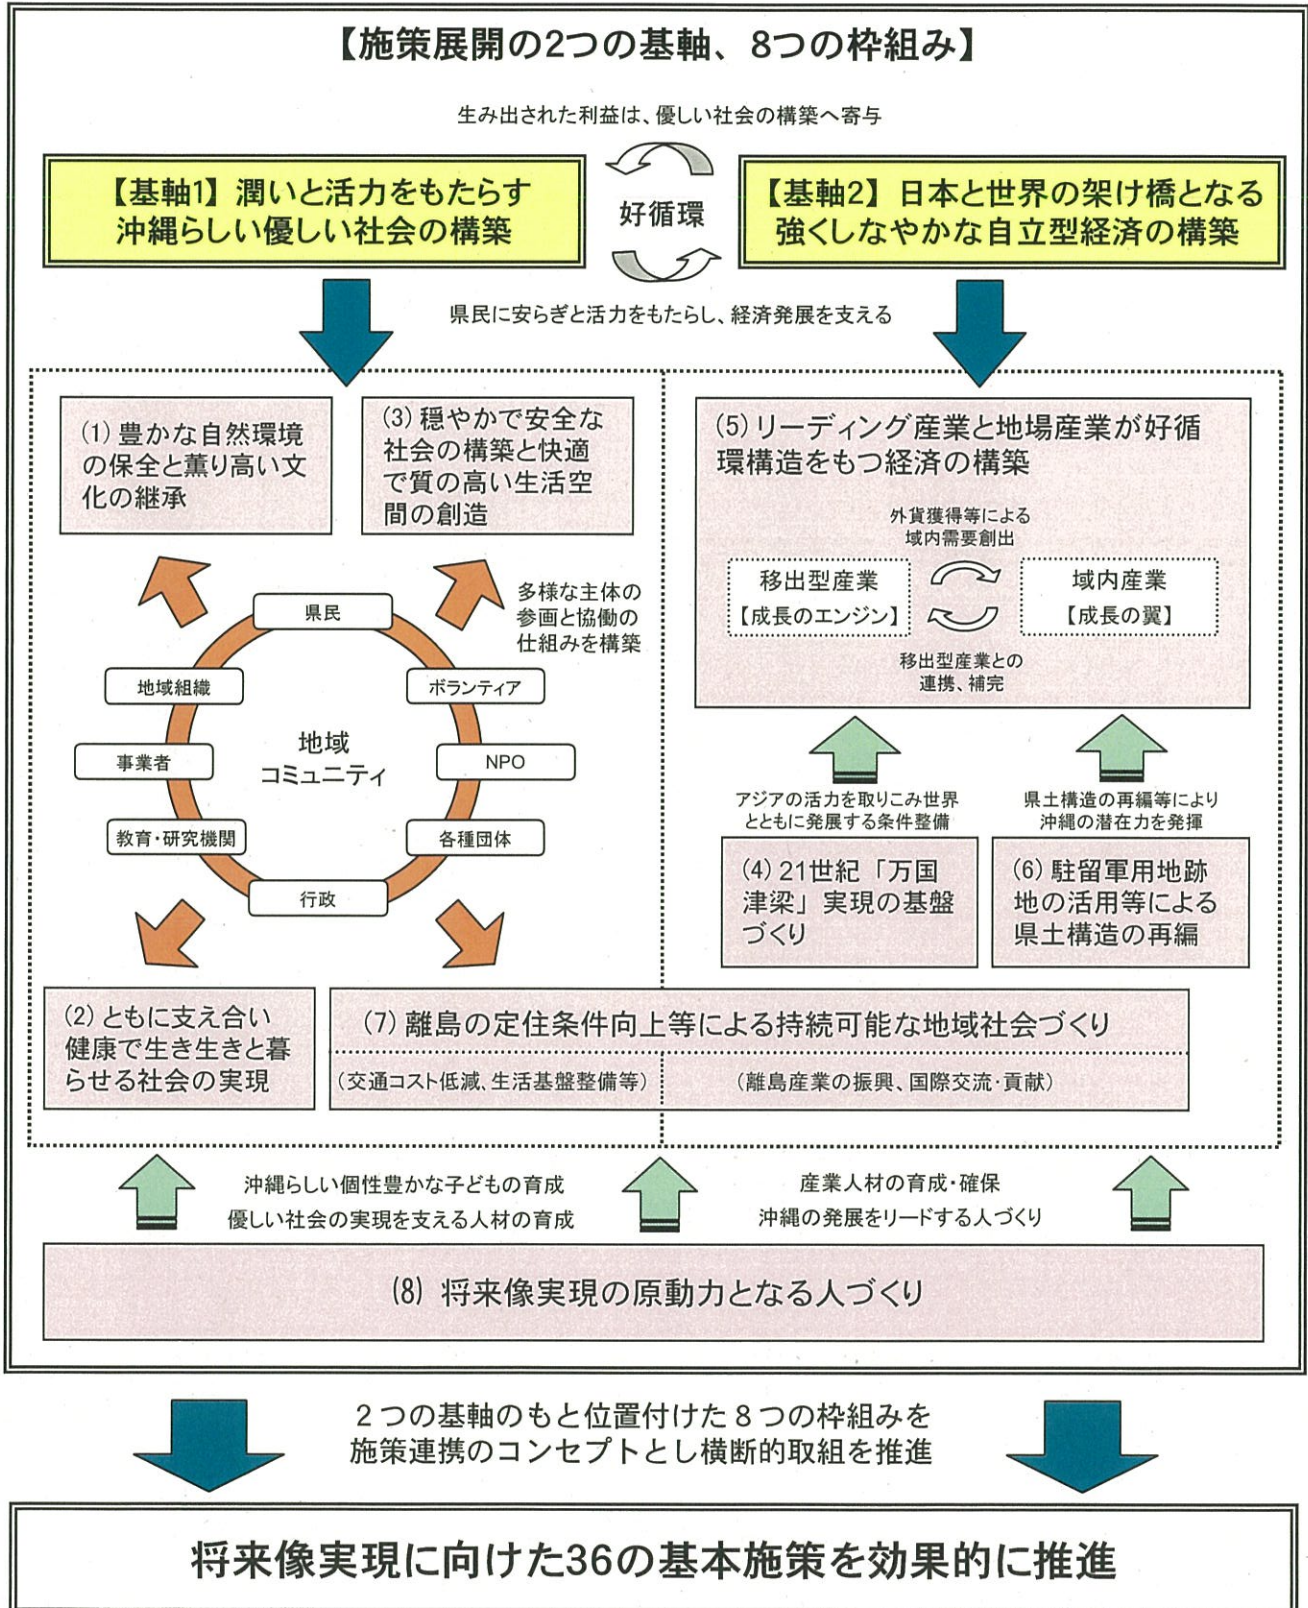 【施策展開の2つの基軸、8つの枠組み】
生み出された利益は、優しい社会の構築へ寄与
【基軸1】潤いと活力をもたらす
沖縄らしい優しい社会の構築
好循環
【基軸2】日本と世界の架け橋となる
強くしなやかな自立型経済の構築
県民に安らぎと活力をもたらし、経済発展を支える
(1) 豊かな自然環境
の保全と薫り高い文
化の継承
(3) 穏やかで安全な
社会の構築と快適
で質の高い生活空
間の創造
多様な主体の
参画と協働の
仕組みを構築
県民
地域組織
ボランティア
事業者
地域
コミュニティ
NPO
教育・研究機関
各種団体
行政
(5) リーディング産業と地場産業が好循
環構造をもつ経済の構築
外貨獲得等による
域内需要創出
移出型産業
【成長のエンジン】
域内産業
【成長の翼】
移出型産業との
連携、補完
アジアの活力を取りこみ世界
とともに発展する条件整備
県土構造の再編等により
沖縄の潜在力を発揮
(4) 21世紀「万国
津梁」実現の基盤
づくり
(6) 駐留軍用地跡
地の活用等による
県土構造の再編
(2) ともに支え合い
健康で生き生きと暮
らせる社会の実現
(7) 離島の定住条件向上等による持続可能な地域社会づくり
(交通コスト低減、生活基盤整備等)
(離島産業の振興、国際交流・貢献)
沖縄らしい個性豊かな子どもの育成
優しい社会の実現を支える人材の育成
産業人材の育成・確保
沖縄の発展をリードする人づくり
(8) 将来像実現の原動力となる人づくり
2つの基軸のもと位置付けた8つの枠組みを
施策連携のコンセプトとし横断的取組を推進
将来像実現に向けた36の基本施策を効果的に推進